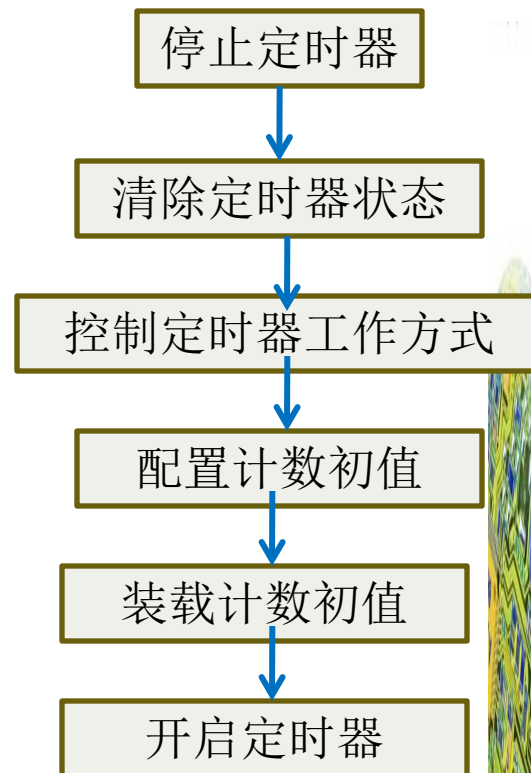 停止定时器
清除定时器状态
控制定时器工作方式
配置计数初值
装载计数初值
开启定时器